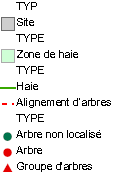 TYP
Site
TYPE
Zone de haie
TYPE
Haie
Alignement d'arbres
TYPE
Arbre non localisé
Arbre
Groupe d'arbres